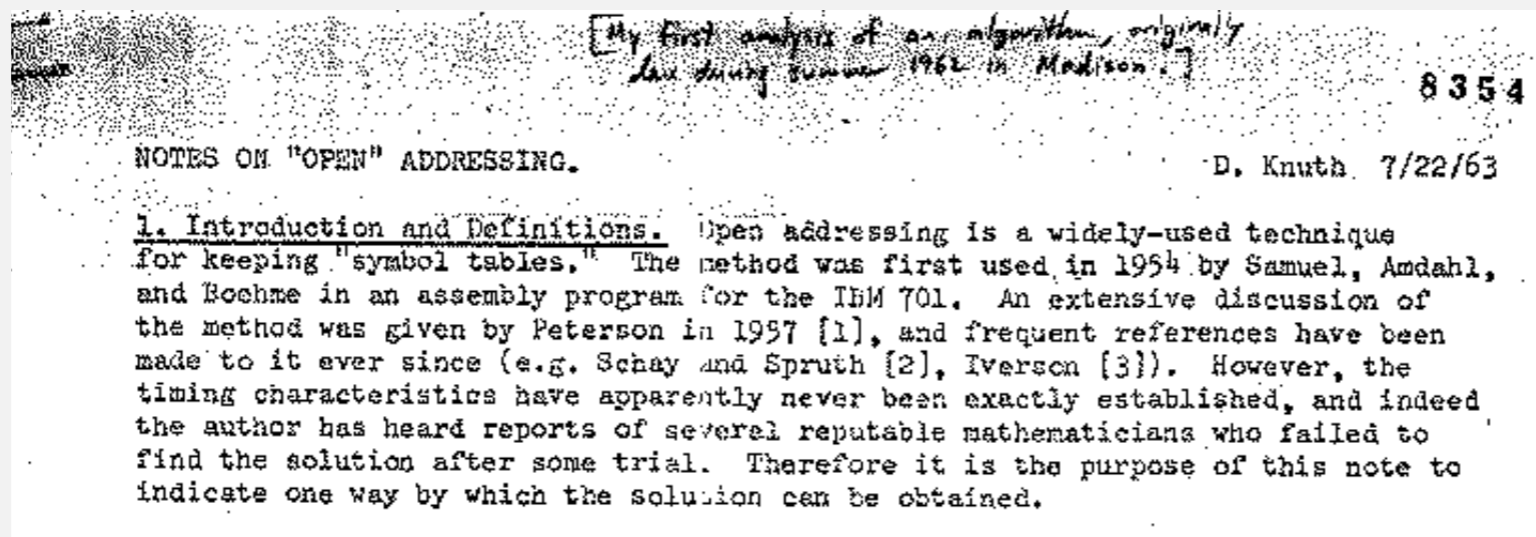 [My first analysis of an algorithm, originally
done during summer 1962 in Madison.]
8354
NOTES ON "OPEN" ADDRESSING.
D. Knuth 7/22/63
1. Introduction and Definitions. Open addressing is a widely-used technique
for keeping "symbol tables." The method was first used in 1954 by Samuel, Amdahl,
and Boehme in an assembly program for the IBM 701. An extensive discussion of
the method was given by Peterson in 1957 [1], and frequent references have been
made to it ever since (e.g. Schay and Spruth [2], Iverson [3]). However, the
timing characteristics have apparently never been exactly established, and indeed
the author has heard reports of several reputable mathematicians who failed to
find the solution after some trial. Therefore it is the purpose of this note to
indicate one way by which the solution can be obtained.